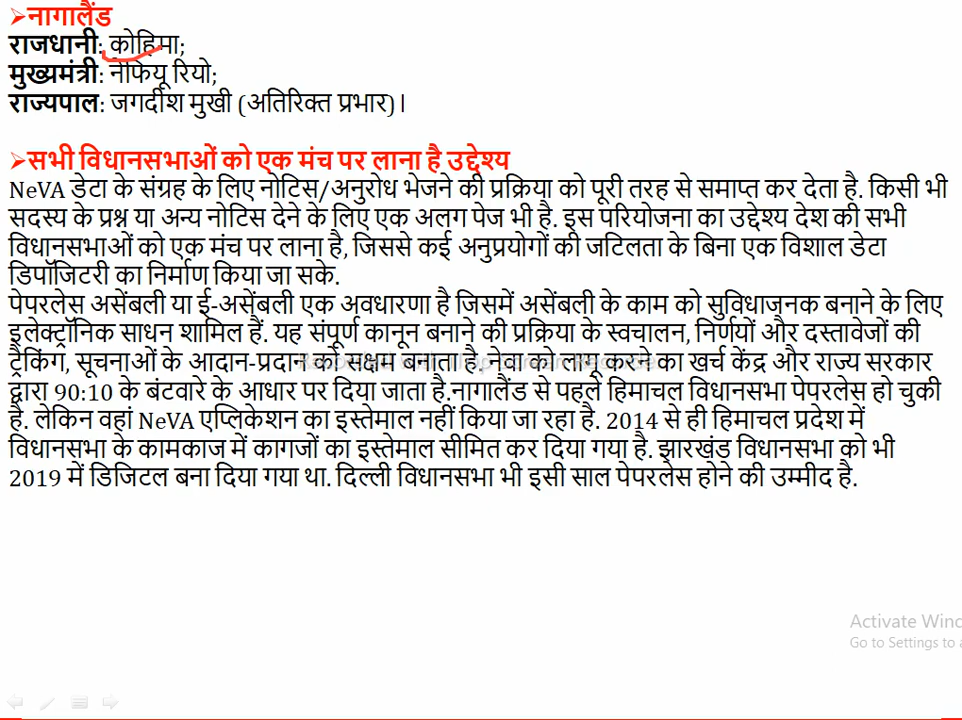 ➢नागालैंड
राजधानी: कोहिमा;
मुख्यमंत्री: नेफियू रियो;
राज्यपाल: जगदीश मुखी (अतिरिक्त प्रभार)।
➢सभी विधानसभाओं को एक मंच पर लाना है उद्देश्य
NeVA डेटा के संग्रह के लिए नोटिस/अनुरोध भेजने की प्रक्रिया को पूरी तरह से समाप्त कर देता है. किसी भी
सदस्य के प्रश्न या अन्य नोटिस देने के लिए एक अलग पेज भी है. इस परियोजना का उद्देश्य देश की सभी
विधानसभाओं को एक मंच पर लाना है, जिससे कई अनुप्रयोगों की जटिलता के बिना एक विशाल डेटा
डिपॉजिटरी का निर्माण किया जा सके.
पेपरलेस असेंबली या ई-असेंबली एक अवधारणा है जिसमें असेंबली के काम को सुविधाजनक बनाने के लिए
इलेक्ट्रॉनिक साधन शामिल हैं. यह संपूर्ण कानून बनाने की प्रक्रिया के स्वचालन, निर्णयों और दस्तावेजों की
ट्रैकिंग, सूचनाओं के आदान-प्रदान को सक्षम बनाता है. नेवा को लागू करने का खर्च केंद्र और राज्य सरकार
द्वारा 90:10 के बंटवारे के आधार पर दिया जाता है.नागालैंड से पहले हिमाचल विधानसभा पेपरलेस हो चुकी
है. लेकिन वहां NeVA एप्लिकेशन का इस्तेमाल नहीं किया जा रहा है. 2014 से ही हिमाचल प्रदेश में
विधानसभा के कामकाज में कागजों का इस्तेमाल सीमित कर दिया गया है. झारखंड विधानसभा को भी
2019 में डिजिटल बना दिया गया था. दिल्ली विधानसभा भी इसी साल पेपरलेस होने की उम्मीद है.
Activate Wind
Go to Settings to a